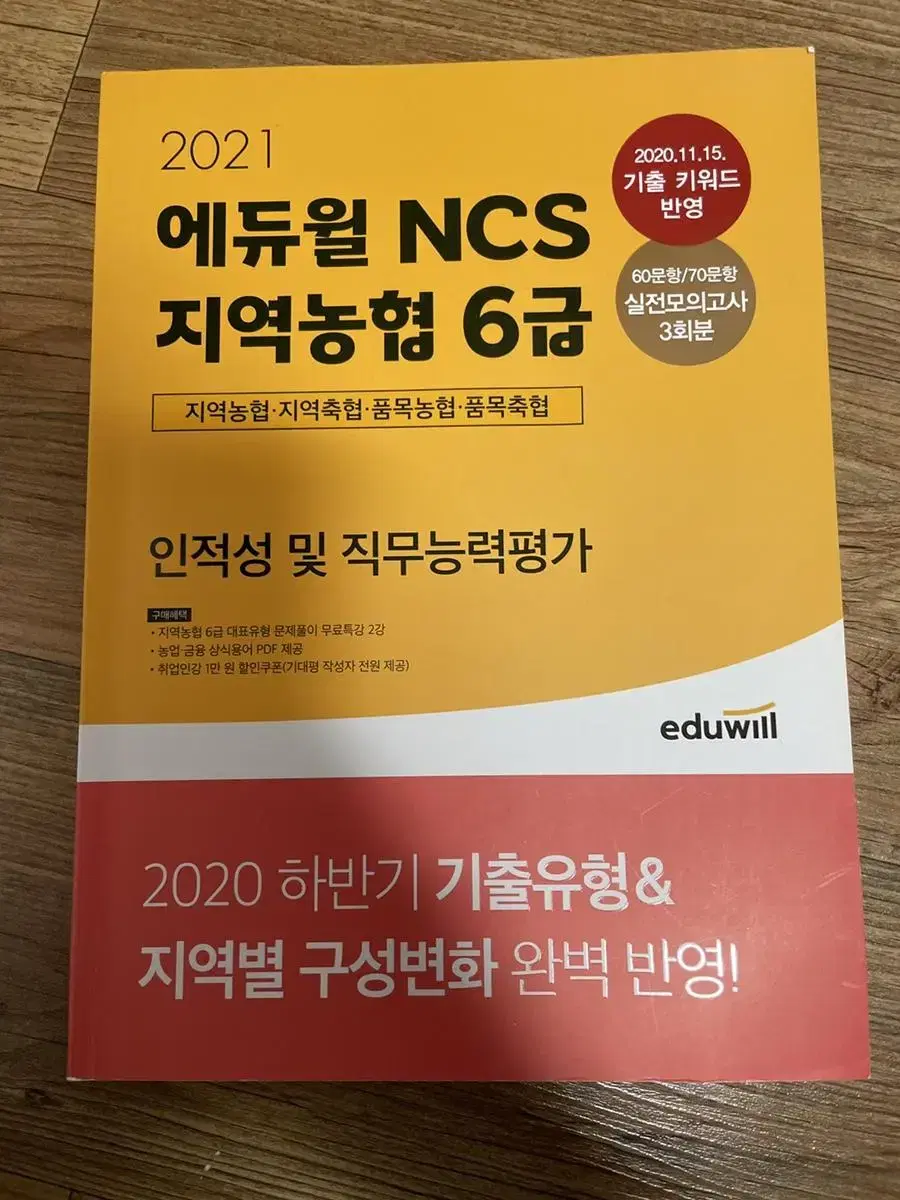 2021
에듀윌 NCS
지역농협 6급
지역농협·지역축협·품목농협·품목축협
2020.11.15.
기출 키워드
반영
60문항/70문항
실전모의고사
3회분
인적성 및 직무능력평가
구매혜택
· 지역농협 6급 대표유형 문제풀이 무료특강 2강
· 농업·금융 상식용어 PDF 제공
· 취업인강 1만 원 할인쿠폰(기대평 작성자 전원 제공)
eduwill
2020 하반기 기출유형&
지역별 구성변화 완벽 반영!